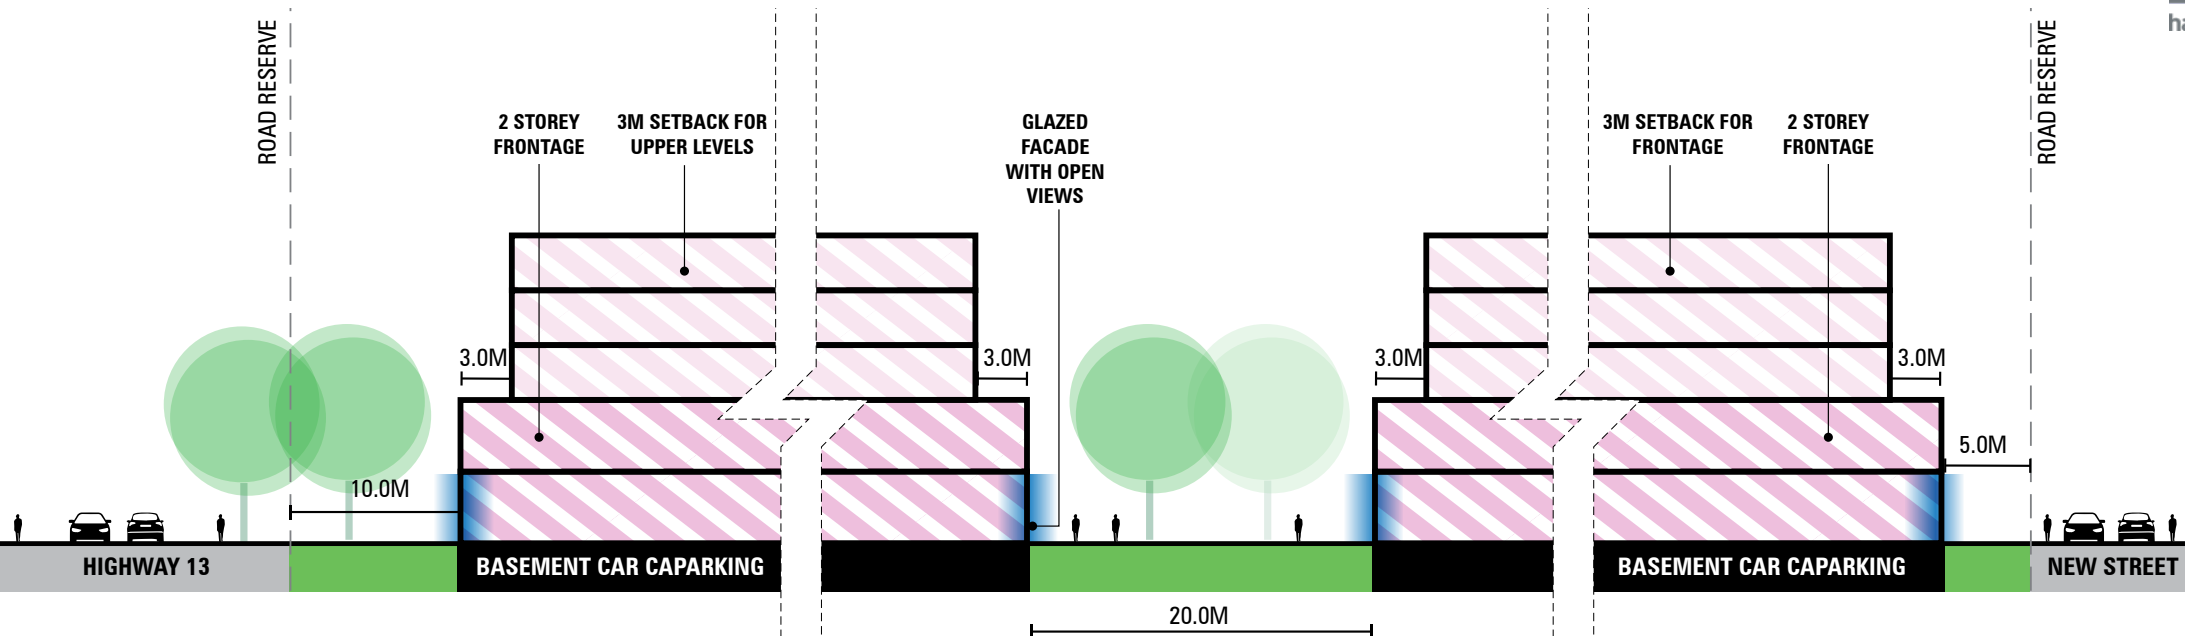 ha
ROAD RESERVE
2 STOREY
FRONTAGE
3M SETBACK FOR
UPPER LEVELS
GLAZED
FACADE
WITH OPEN
VIEWS
3M SETBACK FOR
FRONTAGE
2 STOREY
FRONTAGE
ROAD RESERVE
3.0M
3.0M
3.0M
3.0M
10.0M
5.0M
HIGHWAY 13
BASEMENT CAR CAPARKING
BASEMENT CAR CAPARKING
NEW STREET
20.0M